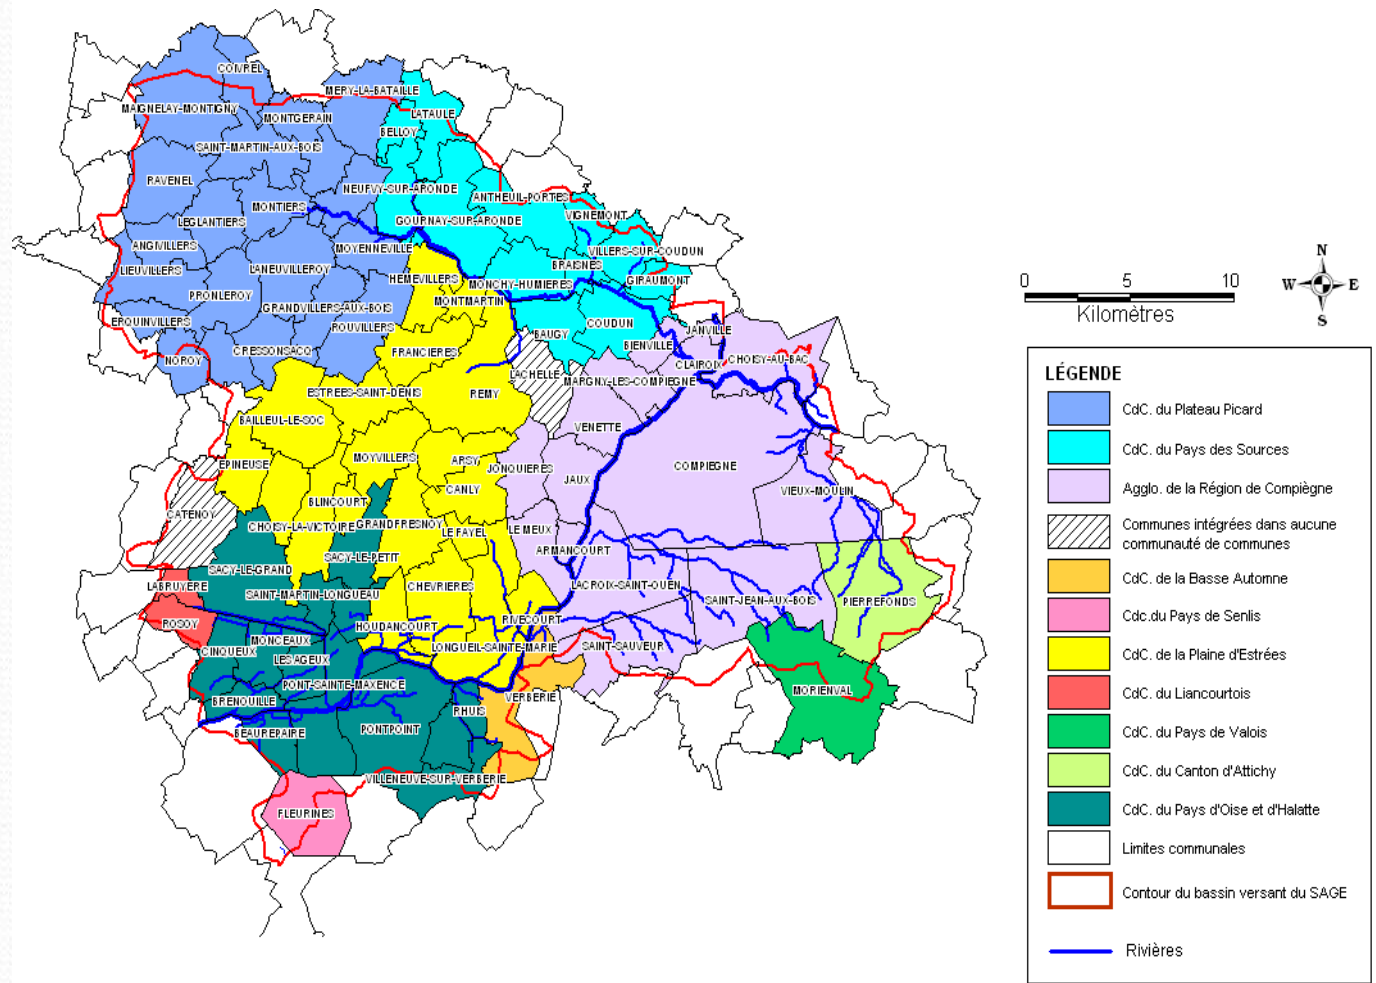 COIVREL
MERY-LA-BATAILLE
MAIGNELAY-MONTIGNY
LATAULE
MONTGERAIN
BELLOY
SAINT-MARTIN-AUX-BOIS
RAVENEL
NEUFVY-SUR-ARONDE
ANTHEUIL-PORTES
MONTIERS
VIGNEMONT
LEGLANTIERS
GOURNAY-SUR-ARONDE
ANGIVILLERS
MOYENNEVILLE
VILLERS-SUR-COUDUN
LIEUVILLERS
LANEUVILLEROY
BRAISNES
HEMEVILLERS
GIRAUMONT
MONCHY-HUMIERES
PRONLEROY
MONTMARTIN
GRANDVILLERS-AUX-BOIS
EROUINVILLERS
ROUVILLERS
COUDUN
BAUGY
JANVILLE
BIENVILLE
CRESSONSACQ
FRANCIERES
NOROY
CLAIROIX
CHOISY-AU-BAC
LACHELLE
MARGNY-LES-COMPIEGNE
ESTREES-SAINT-DENIS
REMY
BAILLEUL-LE-SOC
VENETTE
MOYVILLERS
ARSY
EPINEUSE
JONQUIERES
COMPIEGNE
JAUX
CANLY
VIEUX-MOULIN
BLINCOURT
CATENOY
CHOISY-LA-VICTOIRE
GRANDFRESNOY
LE FAYEL
LE MEUX
ARMANCOURT
SACY-LE-PETIT
SACY-LE-GRAND
LABRUYERE
CHEVRIERES
LACROIX-SAINT-OUEN
SAINT-MARTIN-LONGUEAU
SAINT-JEAN-AUX-BOIS
PIERREFONDS
ROSOY
RIVECOURT
HOUDANCOURT
MONCEAUX
CINQUEUX
LONGUEIL-SAINTE-MARIE
SAINT-SAUVEUR
LES AGEUX
PONT-SAINTE-MAXENCE
MORIENVAL
VERBERIE
BRENOUILLE
RHUIS
PONTPOINT
BEAUREPAIRE
VILLENEUVE-SUR-VERBERIE
FLEURINES
0 5 10
Kilomètres
N
W E
S
LÉGENDE
CdC. du Plateau Picard
CdC. du Pays des Sources
Agglo. de la Région de Compiègne
Communes intégrées dans aucune
communauté de communes
CdC. de la Basse Automne
Cdc.du Pays de Senlis
CdC. de la Plaine d'Estrées
CdC. du Liancourtois
CdC. du Pays de Valois
CdC. du Canton d'Attichy
CdC. du Pays d'Oise et d'Halatte
Limites communales
Contour du bassin versant du SAGE
Rivières